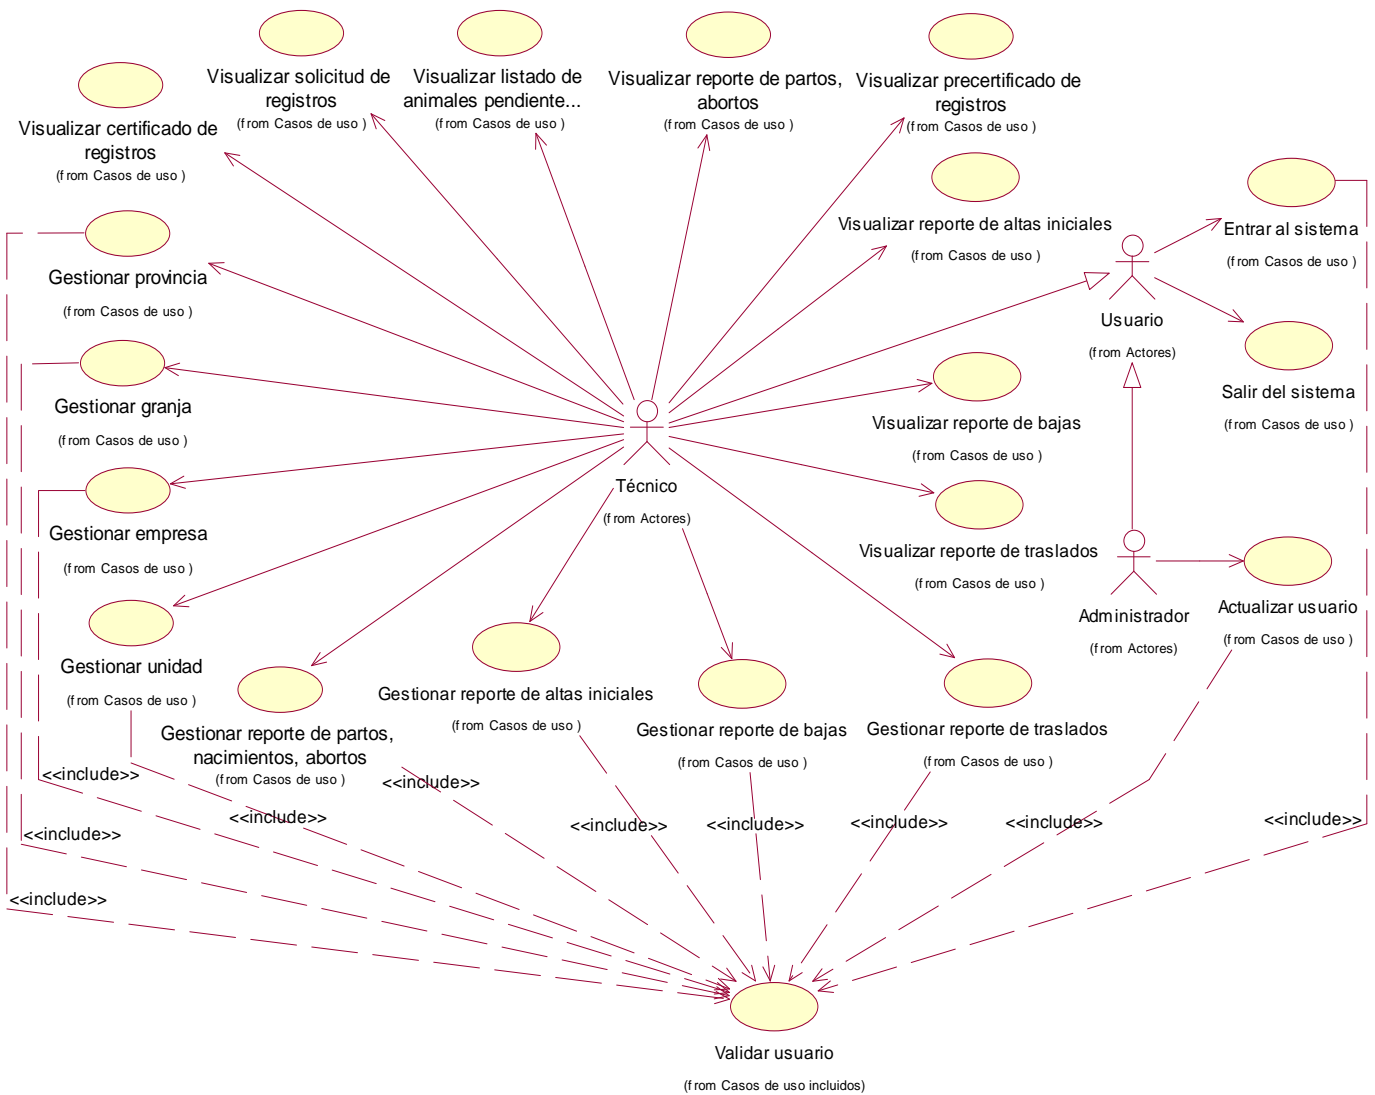 Visualizar solicitud de
registros
(from Casos de uso )
Visualizar listado de
animales pendiente...
(from Casos de uso )
Visualizar reporte de partos,
abortos
(from Casos de uso )
Visualizar precertificado de
registros
(from Casos de uso )
Visualizar certificado de
registros
(from Casos de uso )
Visualizar reporte de altas iniciales
(from Casos de uso )
Entrar al sistema
(from Casos de uso )
Gestionar provincia
(from Casos de uso )
Usuario
(from Actores)
Salir del sistema
(from Casos de uso )
Gestionar granja
(from Casos de uso )
Visualizar reporte de bajas
(from Casos de uso )
Técnico
(from Actores)
Gestionar empresa
(from Casos de uso )
Visualizar reporte de traslados
(from Casos de uso )
Administrador
(from Actores)
Actualizar usuario
(from Casos de uso )
Gestionar unidad
(from Casos de uso )
Gestionar reporte de partos,
nacimientos, abortos
(from Casos de uso )
Gestionar reporte de altas iniciales
(from Casos de uso )
Gestionar reporte de bajas
(from Casos de uso )
Gestionar reporte de traslados
(from Casos de uso )
<<include>>
<<include>>
<<include>>
<<include>>
<<include>>
<<include>>
<<include>>
<<include>>
<<include>>
<<include>>
Validar usuario
(from Casos de uso incluidos)